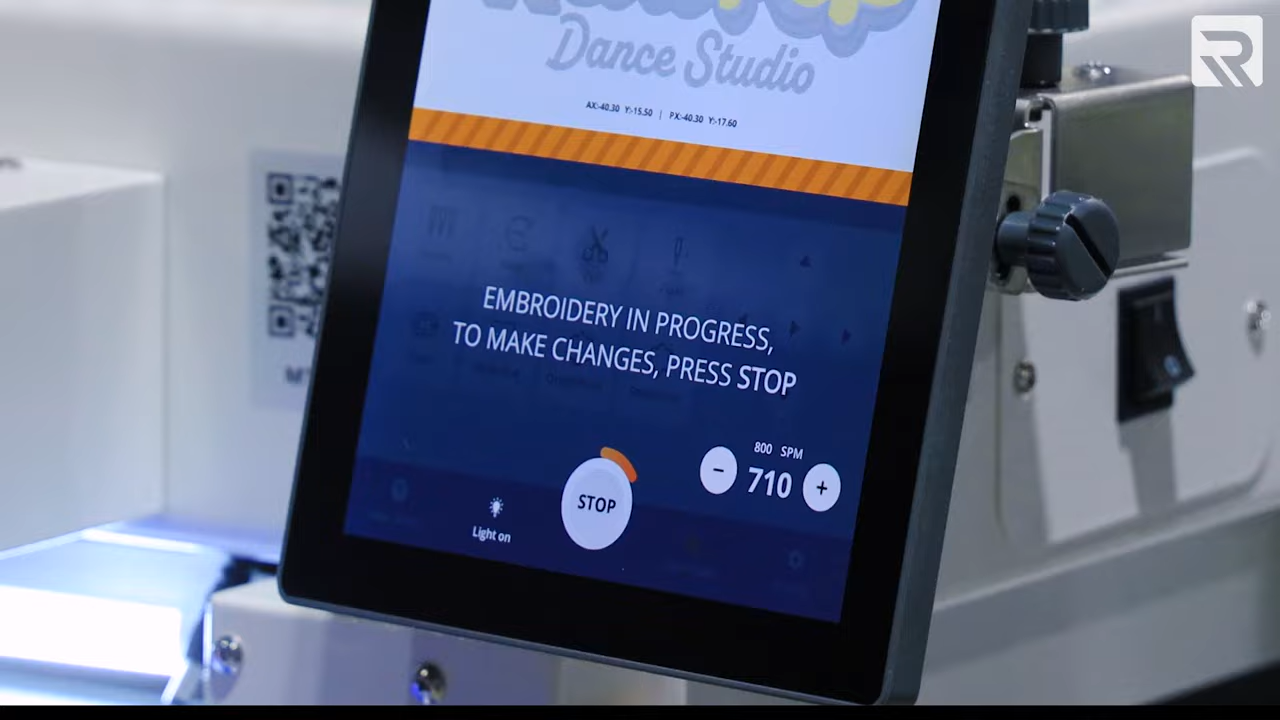 Dance Studio
AX:-40.30 Y:-15.50 | PX:-40.30 Y:-17.60
EMBROIDERY IN PROGRESS,
TO MAKE CHANGES, PRESS STOP
800 SPM
− 710 +
STOP
Light on